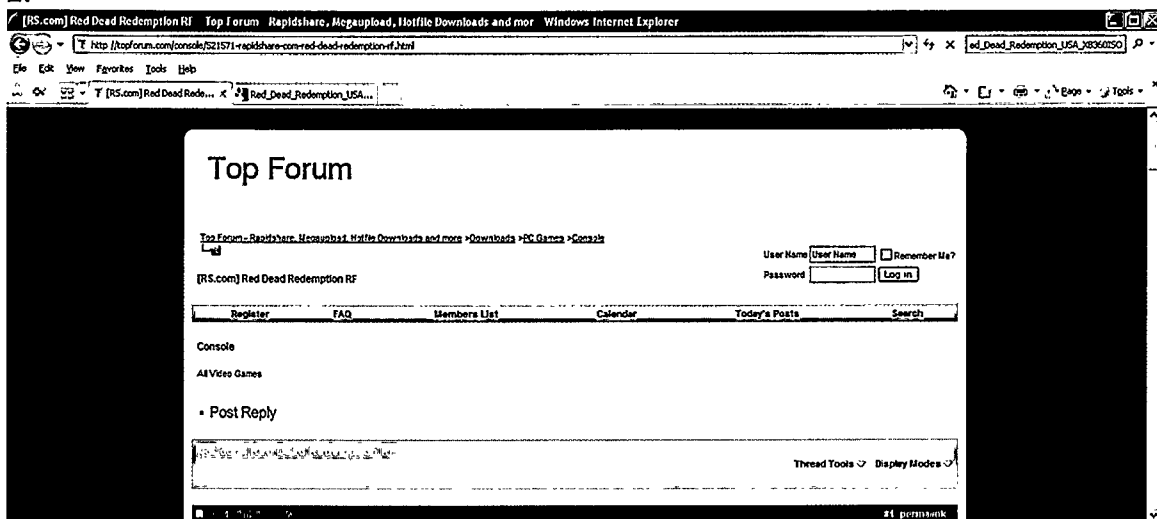 [RS.com] Red Dead Redemption RF Top Forum Rapidshare, Megaupload, Hotfile Downloads and mor Windows Internet Explorer
http //topforum.com/console/521571-rapidshare-com-red-dead-redemption-rf.html
ed_Dead_Redemption_USA_XB360ISO
File Edit View Favorites Tools Help
[RS.com] Red Dead Rede... X Red_Dead_Redemption_USA...
Page Tools
Top Forum
Top Forum - Rapidshare, Megaupload, Hotfile Downloads and more >Downloads >PC Games >Console
User Name User Name Remember Me?
[RS.com] Red Dead Redemption RF
Password Log in
Register FAQ Members List Calendar Today's Posts Search
Console
All Video Games
Post Reply
Thread Tools Display Modes
#1 permalink